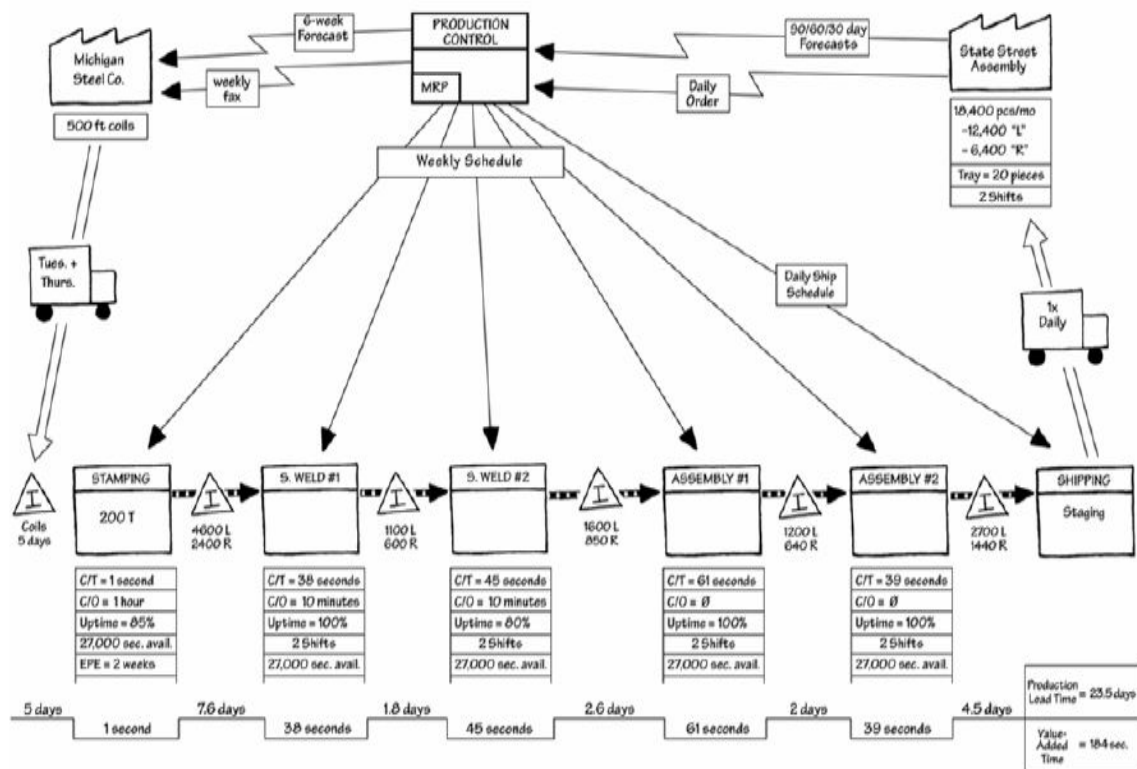 Michigan
Steel Co.
500 ft coils
6-week
Forecast
weekly
fax
PRODUCTION
CONTROL
MRP
90/60/30 day
Forecasts
Daily
Order
State Street
Assembly
18,400 pcs/mo
-12,400 "L"
- 6,400 "R"
Tray = 20 pieces
2 Shifts
Weekly Schedule
Tues. +
Thurs.
Daily Ship
Schedule
1x
Daily
I
Coils
5 days
STAMPING
200 T
I
4600 L
2400 R
S. WELD #1
I
1100 L
600 R
S. WELD #2
I
1600 L
850 R
ASSEMBLY #1
I
1200 L
640 R
ASSEMBLY #2
I
2700 L
1440 R
SHIPPING
Staging
C/T = 1 second
C/O = 1 hour
Uptime = 85%
27,000 sec. avail.
EPE = 2 weeks
C/T = 38 seconds
C/O = 10 minutes
Uptime = 100%
2 Shifts
27,000 sec. avail.
C/T = 45 seconds
C/O = 10 minutes
Uptime = 80%
2 Shifts
27,000 sec. avail.
C/T = 61 seconds
C/O = Ø
Uptime = 100%
2 Shifts
27,000 sec. avail.
C/T = 39 seconds
C/O = Ø
Uptime = 100%
2 Shifts
27,000 sec. avail.
5 days
1 second
7.6 days
38 seconds
1.8 days
45 seconds
2.6 days
61 seconds
2 days
39 seconds
4.5 days
Production
Lead Time = 23.5 days
Value-
Added = 184 sec.
Time